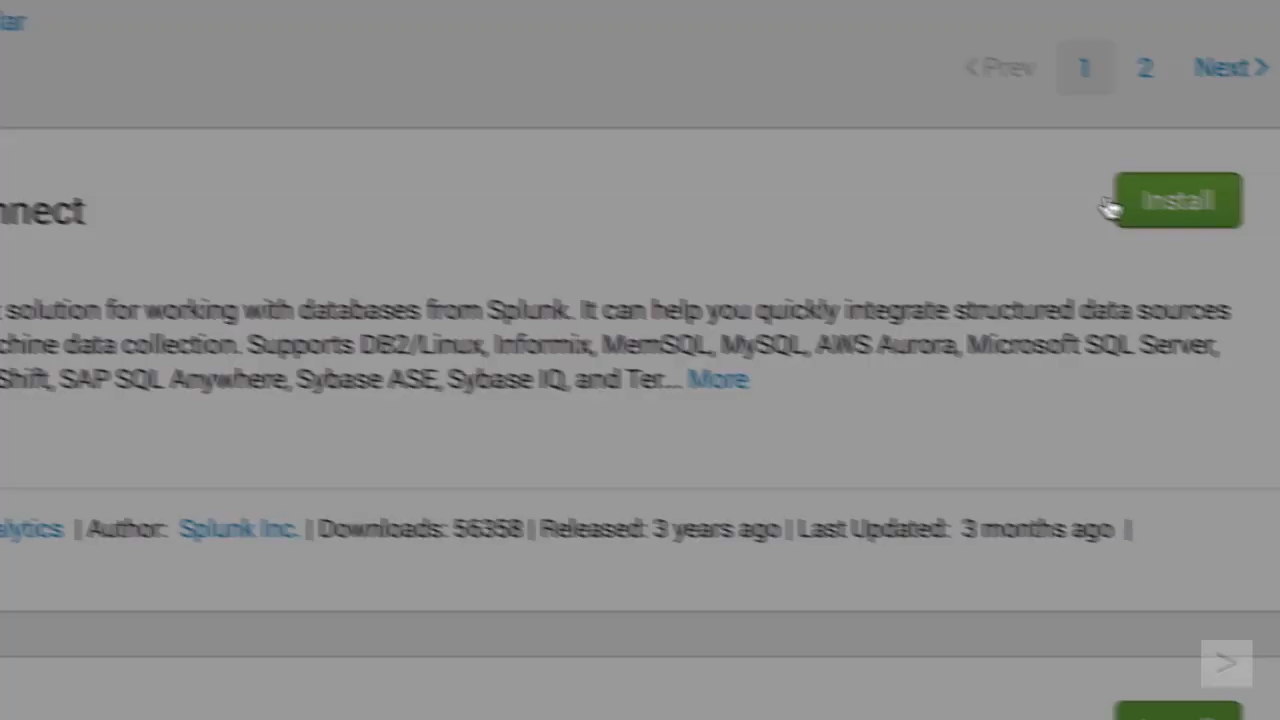 lar
< Prev 1 2 Next >
nnect
Install
solution for working with databases from Splunk. It can help you quickly integrate structured data sources
chine data collection. Supports DB2/Linux, Informix, MemSQL, MySQL, AWS Aurora, Microsoft SQL Server,
Shift, SAP SQL Anywhere, Sybase ASE, Sybase IQ, and Ter... More
alytics | Author: Splunk Inc. | Downloads: 56358 | Released: 3 years ago | Last Updated: 3 months ago |
>